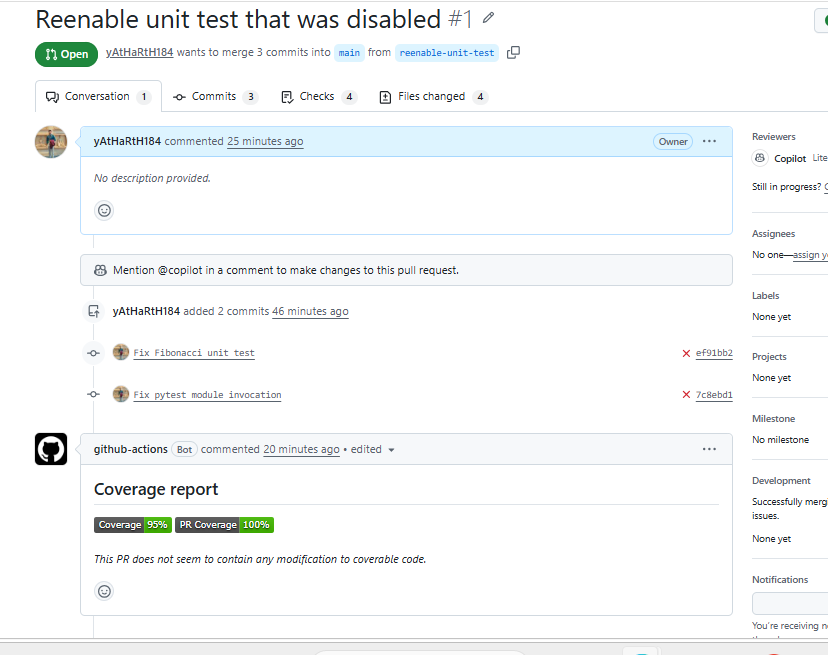 Reenable unit test that was disabled #1
Open yAtHaRtH184 wants to merge 3 commits into main from reenable-unit-test
Conversation 1 Commits 3 Checks 4 Files changed 4
yAtHaRtH184 commented 25 minutes ago Owner
No description provided.
Mention @copilot in a comment to make changes to this pull request.
yAtHaRtH184 added 2 commits 46 minutes ago
Fix Fibonacci unit test ef91bb2
Fix pytest module invocation 7c8ebd1
github-actions Bot commented 20 minutes ago • edited
Coverage report
Coverage 95% PR Coverage 100%
This PR does not seem to contain any modification to coverable code.
Reviewers
Copilot Lite
Still in progress?
Assignees
No one—assign
Labels
None yet
Projects
None yet
Milestone
No milestone
Development
Successfully
issues.
None yet
Notifications
You're receiving